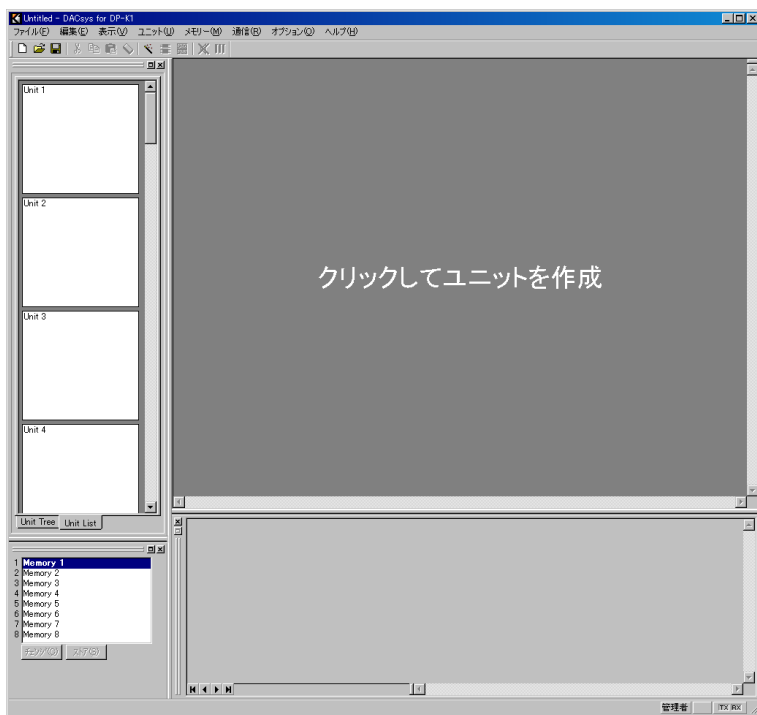 Untitled - DACsys for DP-K1
ファイル(F) 編集(E) 表示(V) ユニット(U) メモリー(M) 通信(R) オプション(O) ヘルプ(H)
Unit 1
Unit 2
Unit 3
Unit 4
Unit Tree Unit List
クリックしてユニットを作成
1 Memory 1
2 Memory 2
3 Memory 3
4 Memory 4
5 Memory 5
6 Memory 6
7 Memory 7
8 Memory 8
ストア(S)
管理者 TX RX